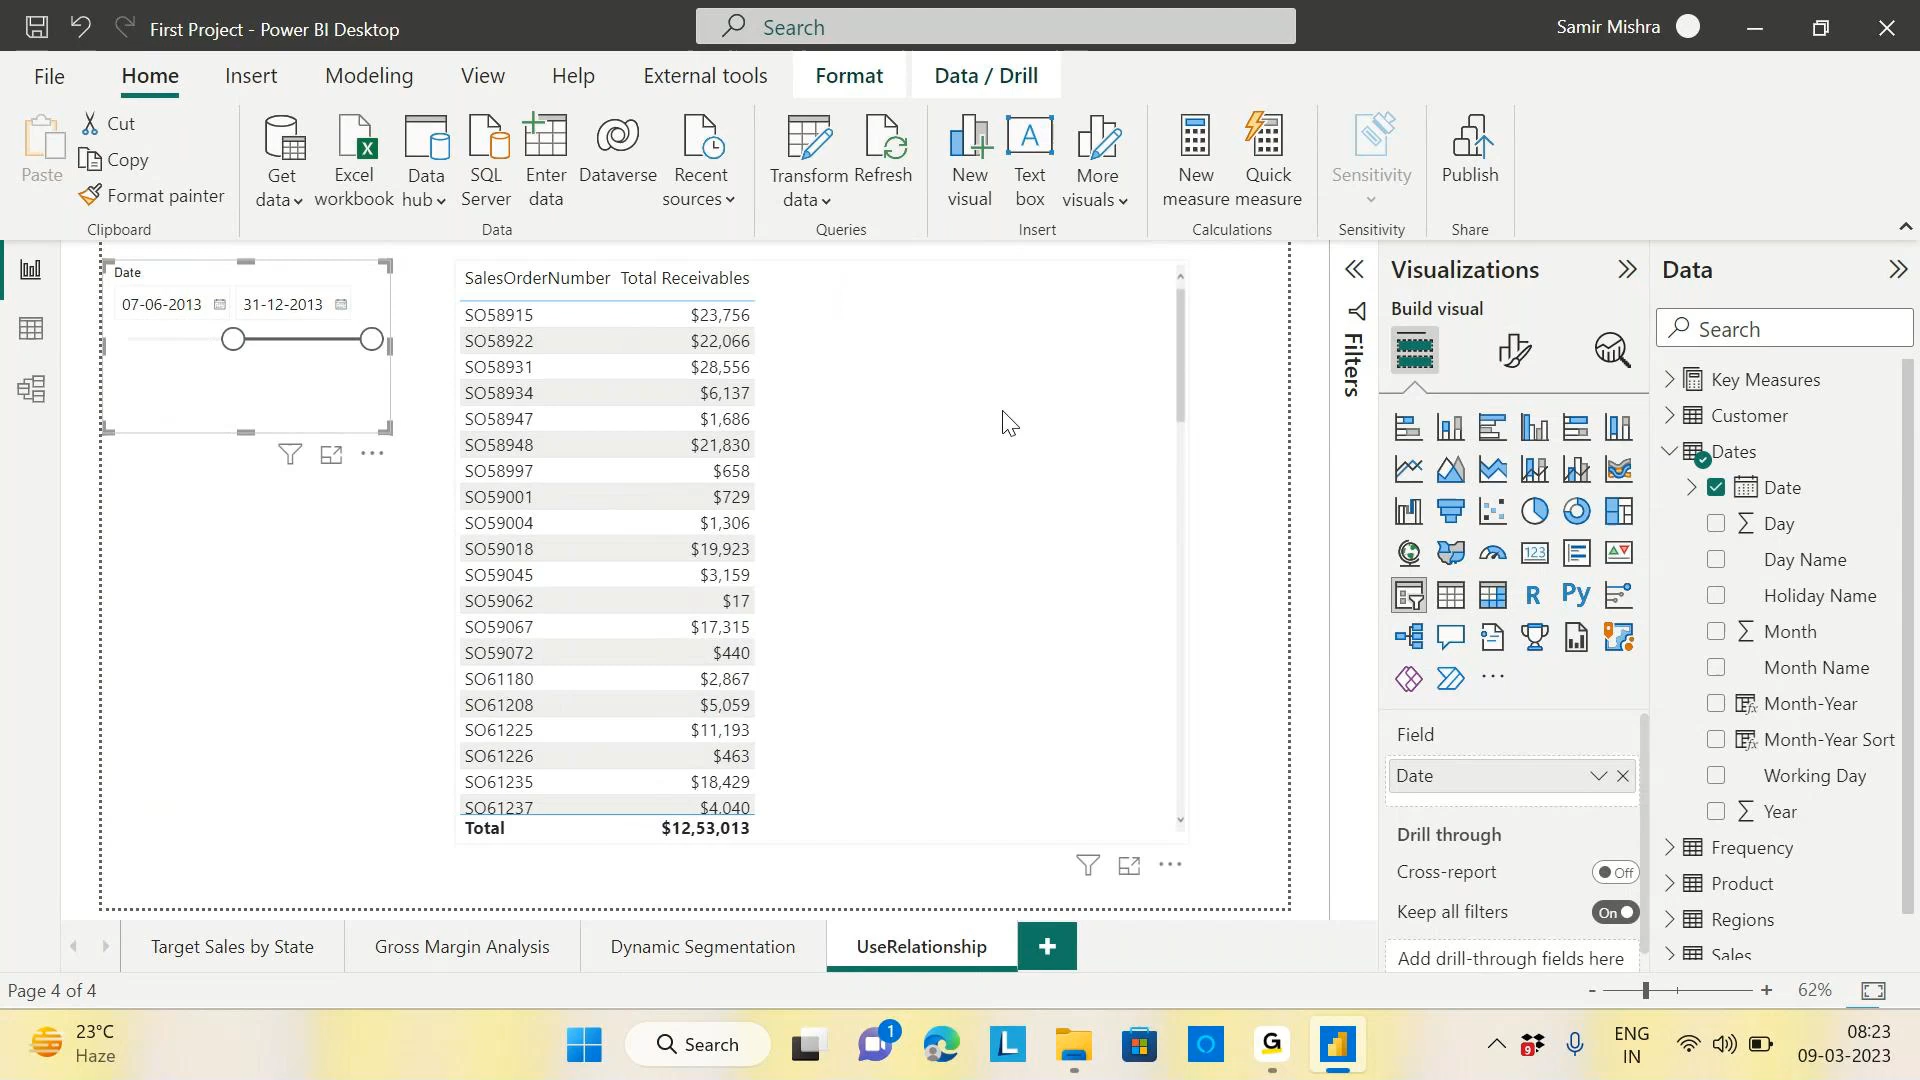 First Project - Power BI Desktop
Search
Samir Mishra
File
Home
Insert
Modeling
View
Help
External tools
Format
Data / Drill
Paste
Cut
Copy
Format painter
Clipboard
Get data
Excel workbook
Data hub
SQL Server
Enter data
Dataverse
Recent sources
Data
Transform data
Refresh
Queries
New visual
Text box
More visuals
Insert
New measure
Quick measure
Calculations
Sensitivity
Sensitivity
Publish
Share
Date
07-06-2013
31-12-2013
SalesOrderNumber Total Receivables
SO58915 $23,756
SO58922 $22,066
SO58931 $28,556
SO58934 $6,137
SO58947 $1,686
SO58948 $21,830
SO58997 $658
SO59001 $729
SO59004 $1,306
SO59018 $19,923
SO59045 $3,159
SO59062 $17
SO59067 $17,315
SO59072 $440
SO61180 $2,867
SO61208 $5,059
SO61225 $11,193
SO61226 $463
SO61235 $18,429
SO61237 $4,040
Total $12,53,013
Filters
Visualizations
Build visual
123
R
Py
Field
Date
Drill through
Cross-report
Off
Keep all filters
On
Add drill-through fields here
Data
Search
Key Measures
Customer
Dates
Date
Day
Day Name
Holiday Name
Month
Month Name
Month-Year
Month-Year Sort
Working Day
Year
Frequency
Product
Regions
Sales
Target Sales by State
Gross Margin Analysis
Dynamic Segmentation
UseRelationship
Page 4 of 4
62%
23°C
Haze
Search
1
L
G
9
ENG
IN
08:23
09-03-2023